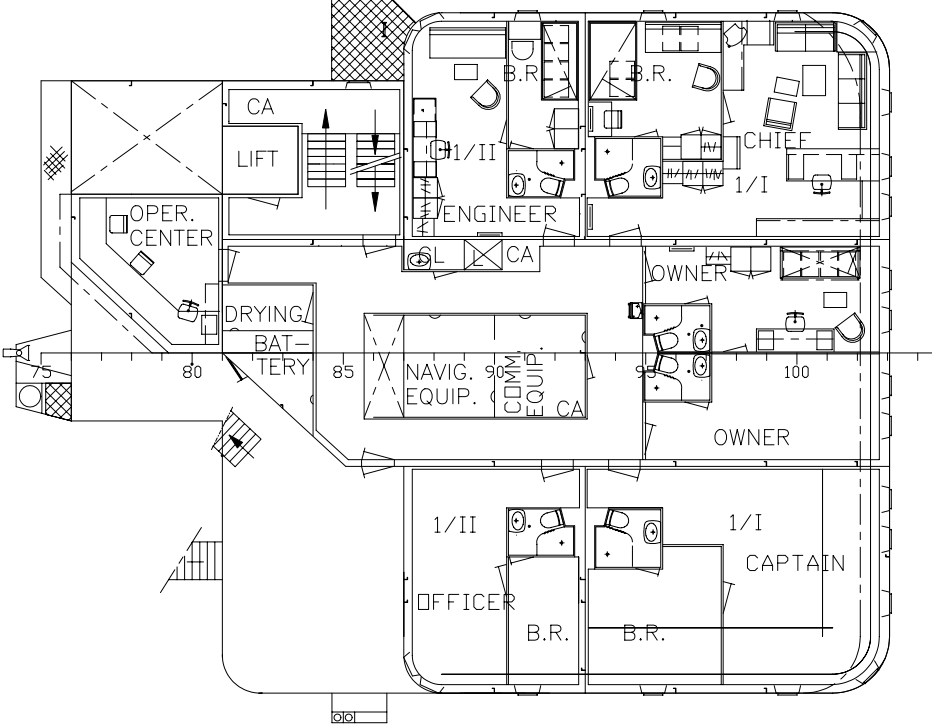 I
B.R.
B.R.
CA
LIFT
1/II
CHIEF
1/I
OPER.
CENTER
ENGINEER
CA
OWNER
DRYING
BAT-
TERY
75
80
85
90
95
100
NAVIG.
EQUIP.
COMM.
EQUIP.
CA
OWNER
1/II
1/I
CAPTAIN
OFFICER
B.R.
B.R.